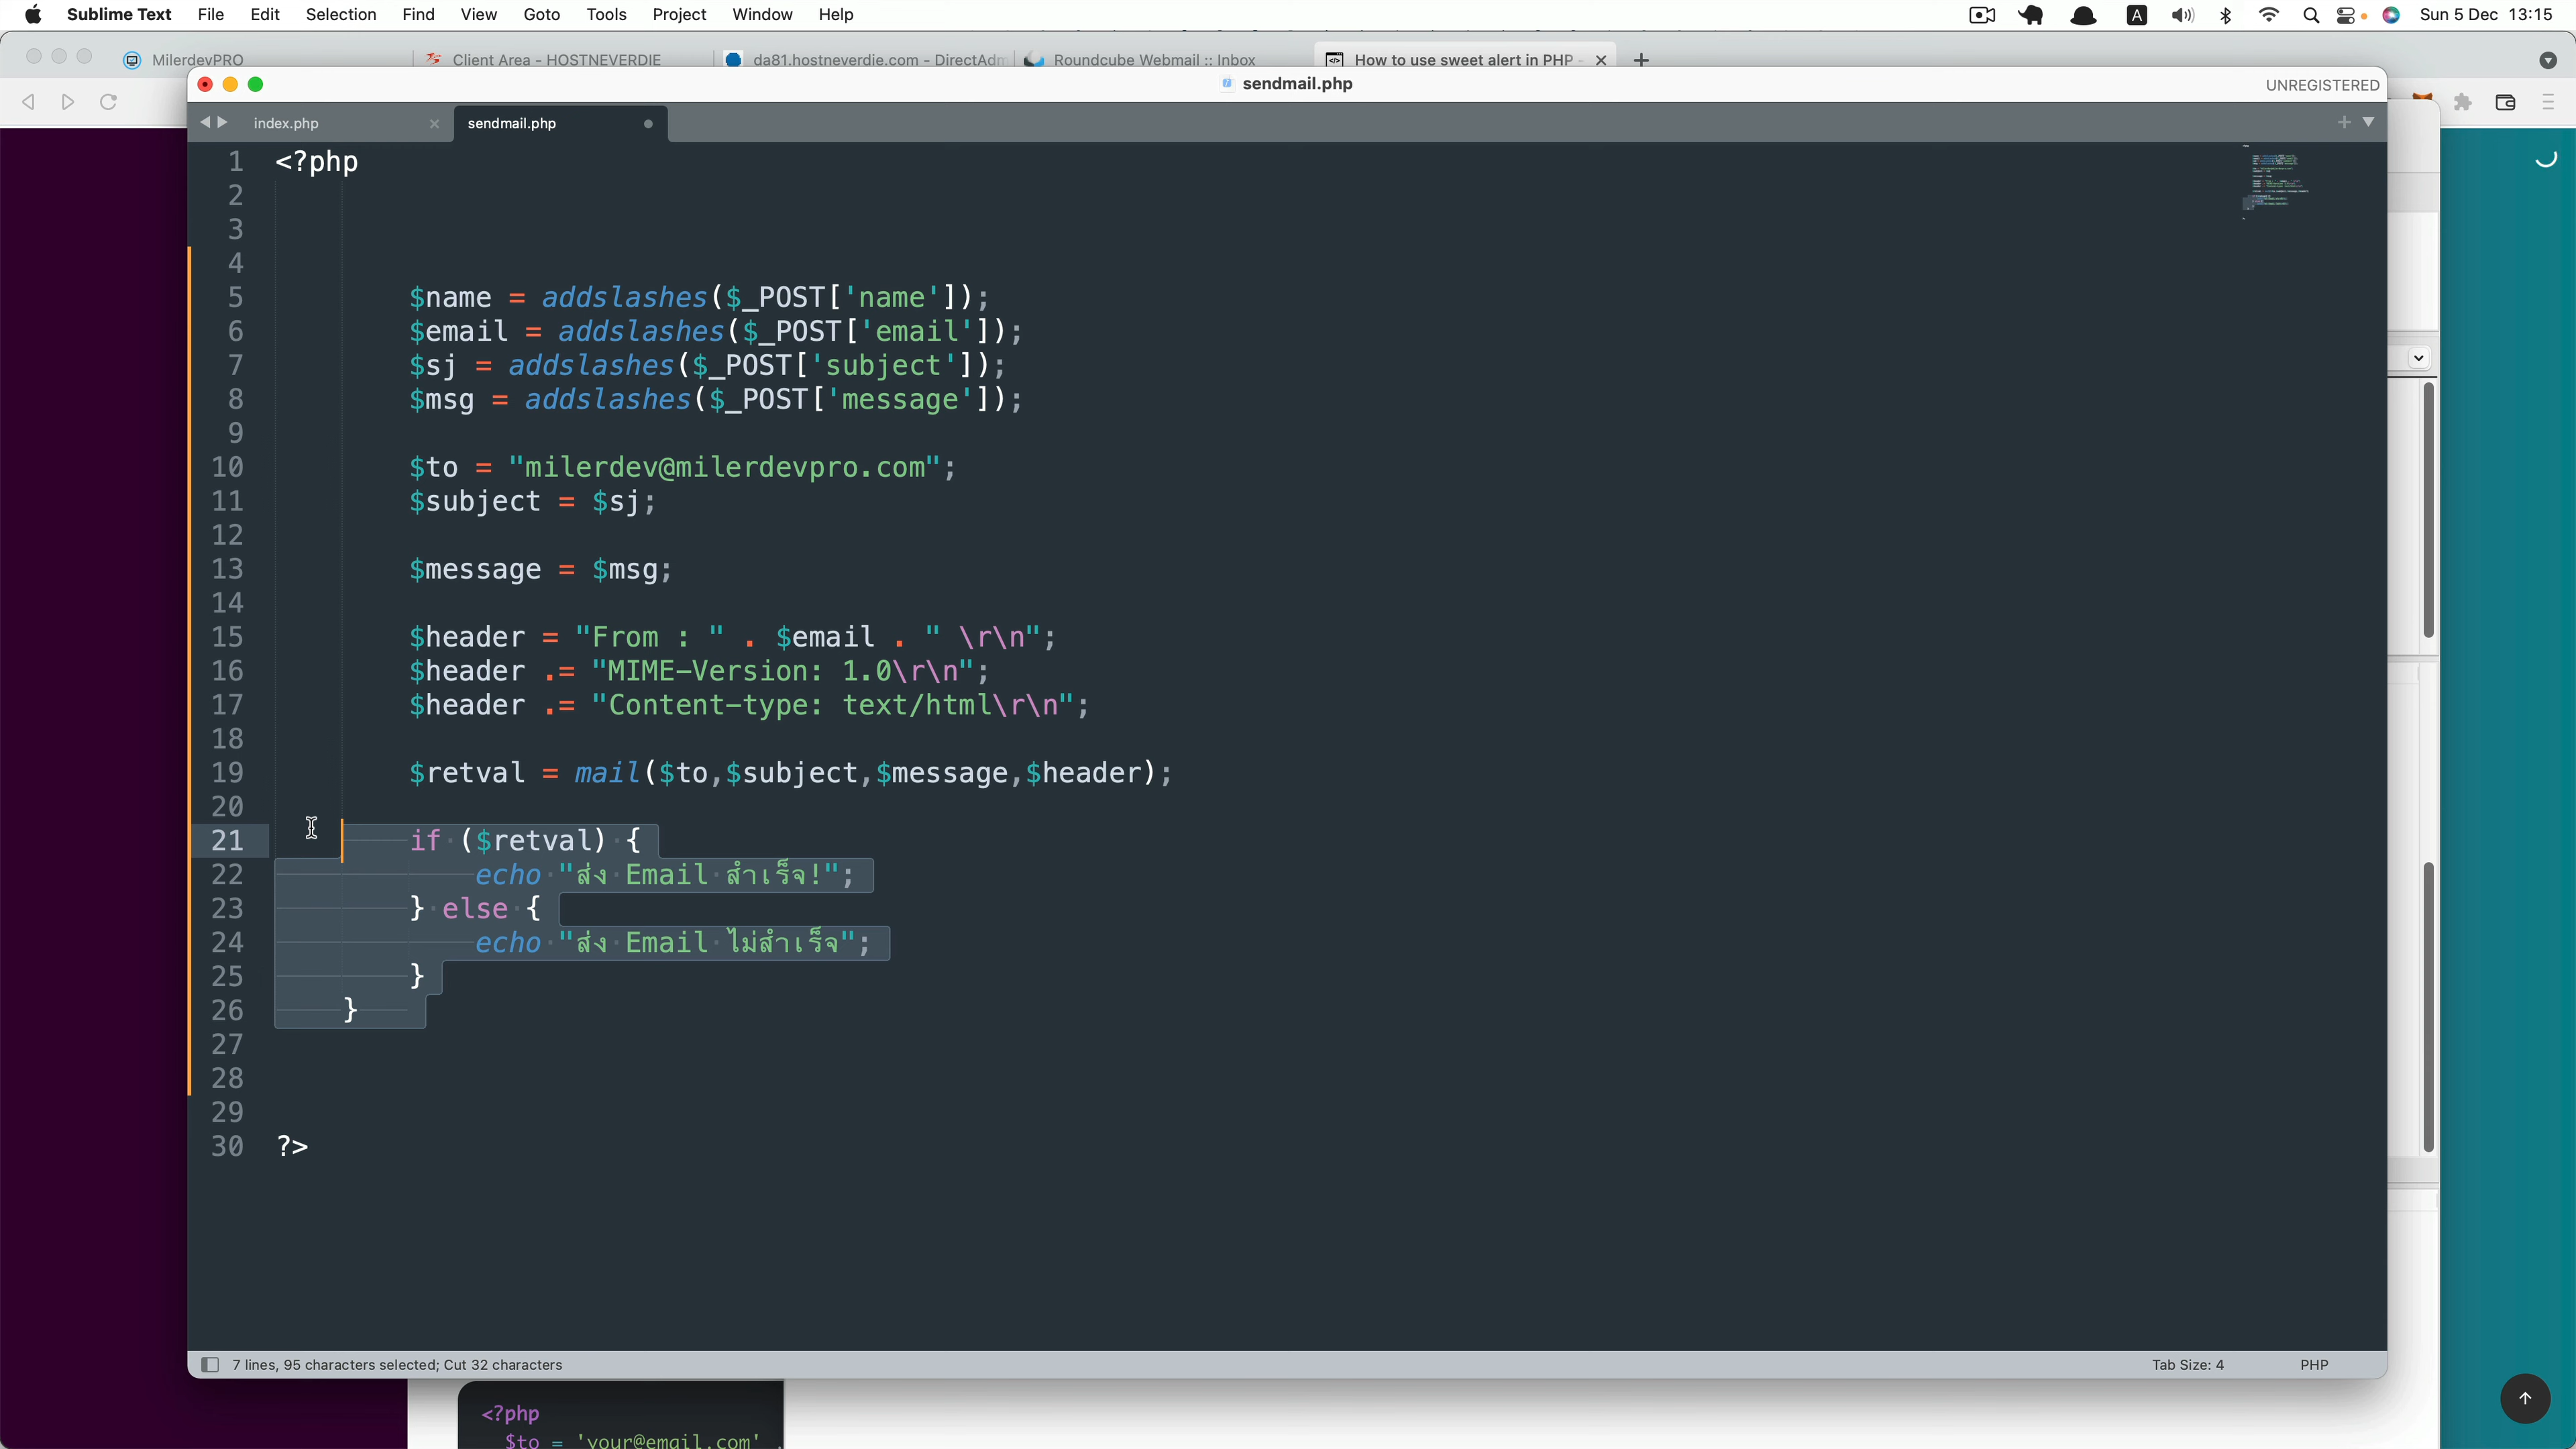 Sublime Text File Edit Selection Find View Goto Tools Project Window Help
A Sun 5 Dec 13:15
MilerdevPRO
Client Area - HOSTNEVERDIE
da81.hostneverdie.com - DirectAdm
Roundcube Webmail :: Inbox
How to use sweet alert in PHP -
sendmail.php
UNREGISTERED
index.php
sendmail.php
1 <?php
2
3
4
5 $name = addslashes($_POST['name']);
6 $email = addslashes($_POST['email']);
7 $sj = addslashes($_POST['subject']);
8 $msg = addslashes($_POST['message']);
9
10 $to = "milerdev@milerdevpro.com";
11 $subject = $sj;
12
13 $message = $msg;
14
15 $header = "From : " . $email . " \r\n";
16 $header .= "MIME-Version: 1.0\r\n";
17 $header .= "Content-type: text/html\r\n";
18
19 $retval = mail($to,$subject,$message,$header);
20
21 if ($retval) {
22 echo "ส่ง Email สำเร็จ!";
23 } else {
24 echo "ส่ง Email ไม่สำเร็จ";
25 }
26 }
27
28
29
30 ?>
7 lines, 95 characters selected; Cut 32 characters
Tab Size: 4
PHP
<?php
$to = 'your@email.com'